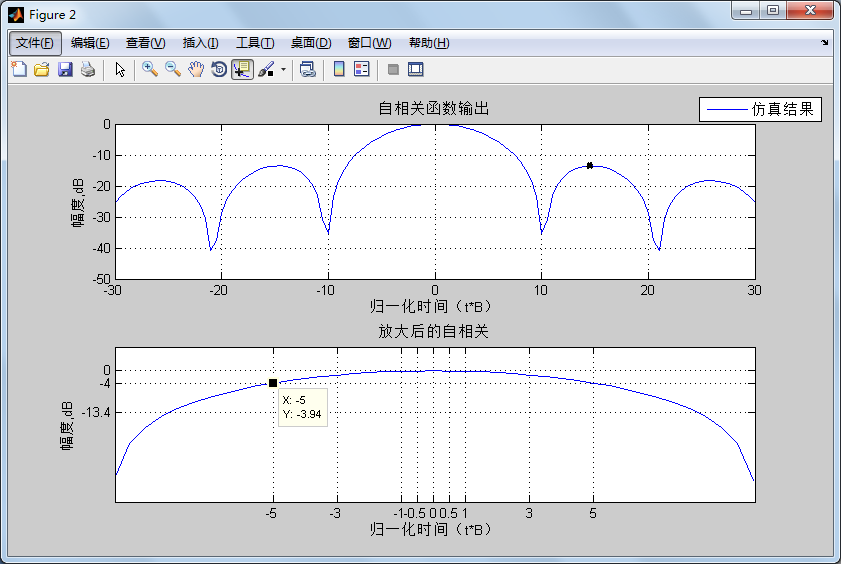 Figure 2
文件(F) 编辑(E) 查看(V) 插入(I) 工具(T) 桌面(D) 窗口(W) 帮助(H)
自相关函数输出
仿真结果
0
-10
-20
-30
-40
-50
幅度,dB
-30 -20 -10 0 10 20 30
归一化时间（t*B）
放大后的自相关
0
-4
-13.4
幅度,dB
X: -5
Y: -3.94
-5 -3 -1 -0.5 0 0.5 1 3 5
归一化时间（t*B）